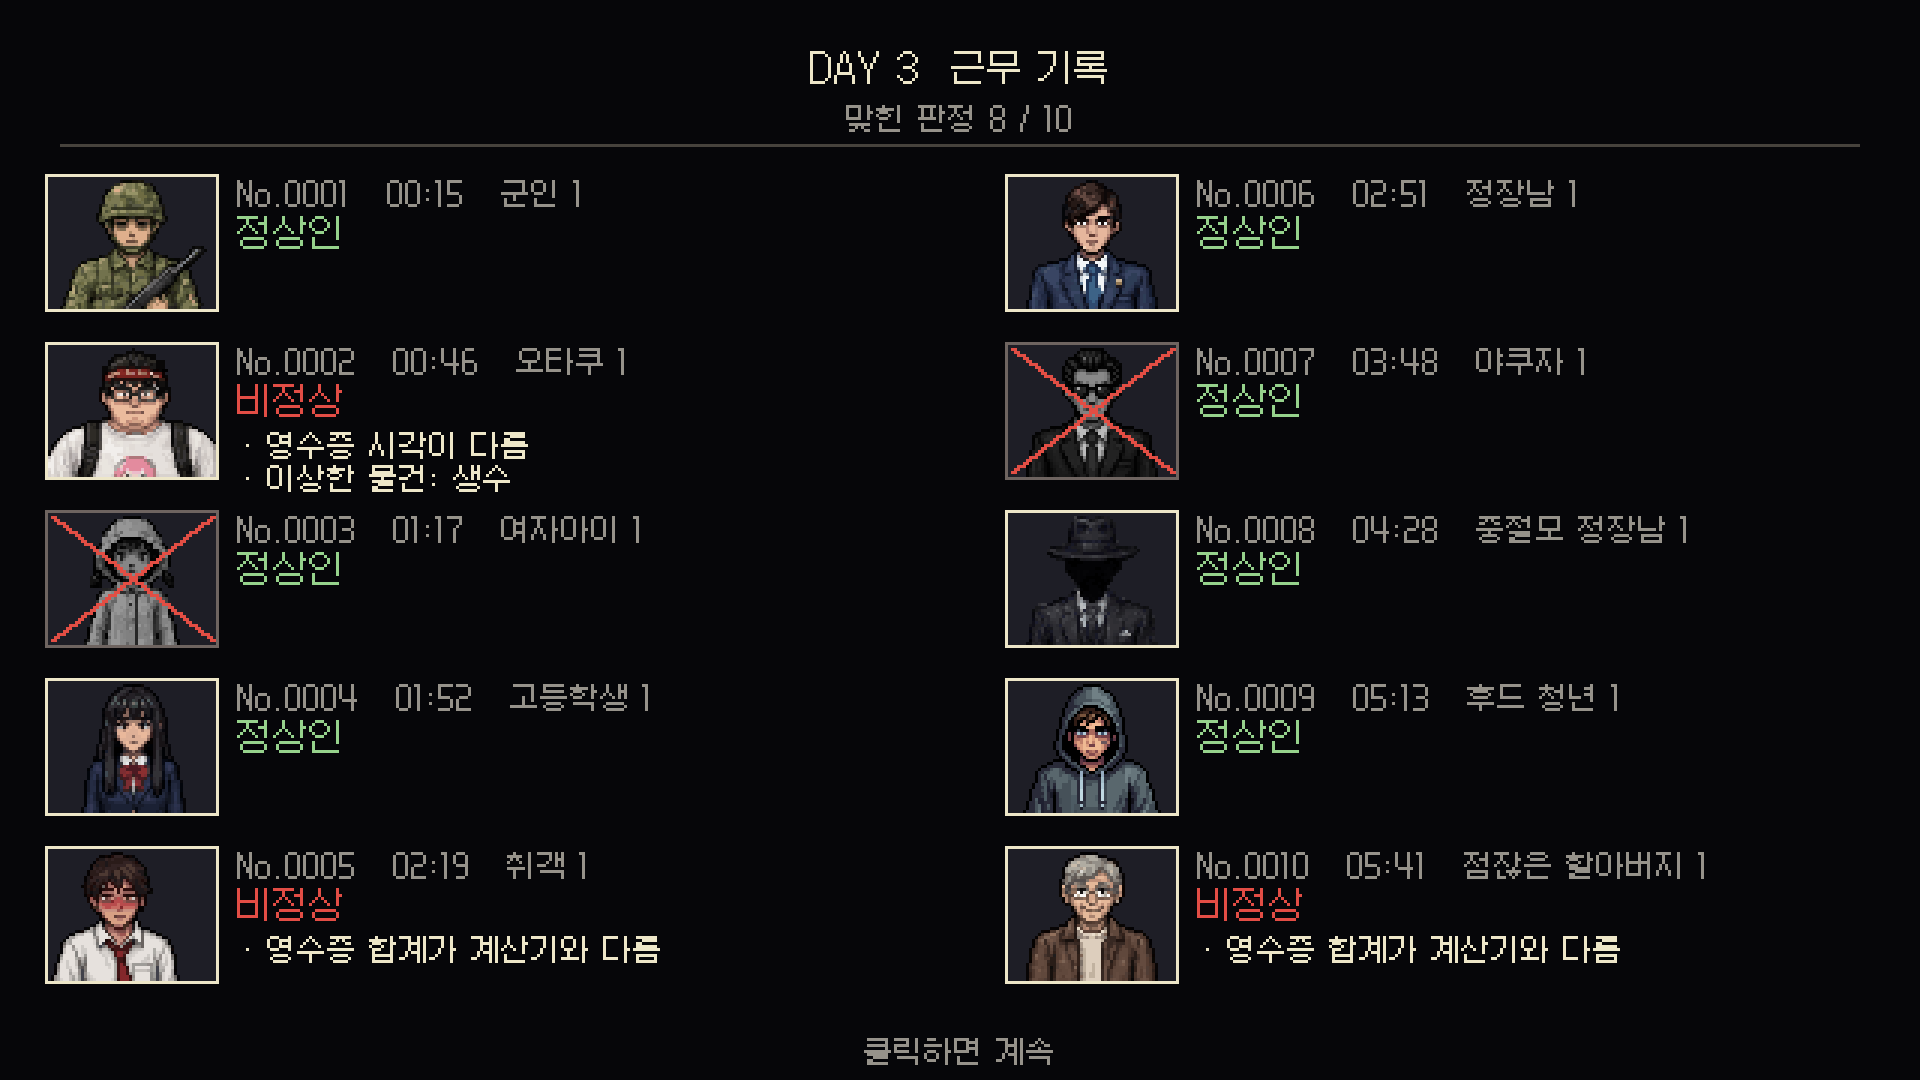 DAY 3 근무 기록
맞힌 판정 8 / 10
No.0001 00:15 군인 1
정상인
No.0002 00:46 오타쿠 1
비정상
· 영수증 시각이 다름
· 이상한 물건: 생수
No.0003 01:17 여자아이 1
정상인
No.0004 01:52 고등학생 1
정상인
No.0005 02:19 취객 1
비정상
· 영수증 합계가 계산기와 다름
No.0006 02:51 정장남 1
정상인
No.0007 03:48 야쿠자 1
정상인
No.0008 04:28 중절모 정장남 1
정상인
No.0009 05:13 후드 청년 1
정상인
No.0010 05:41 점잖은 할아버지 1
비정상
· 영수증 합계가 계산기와 다름
클릭하면 계속